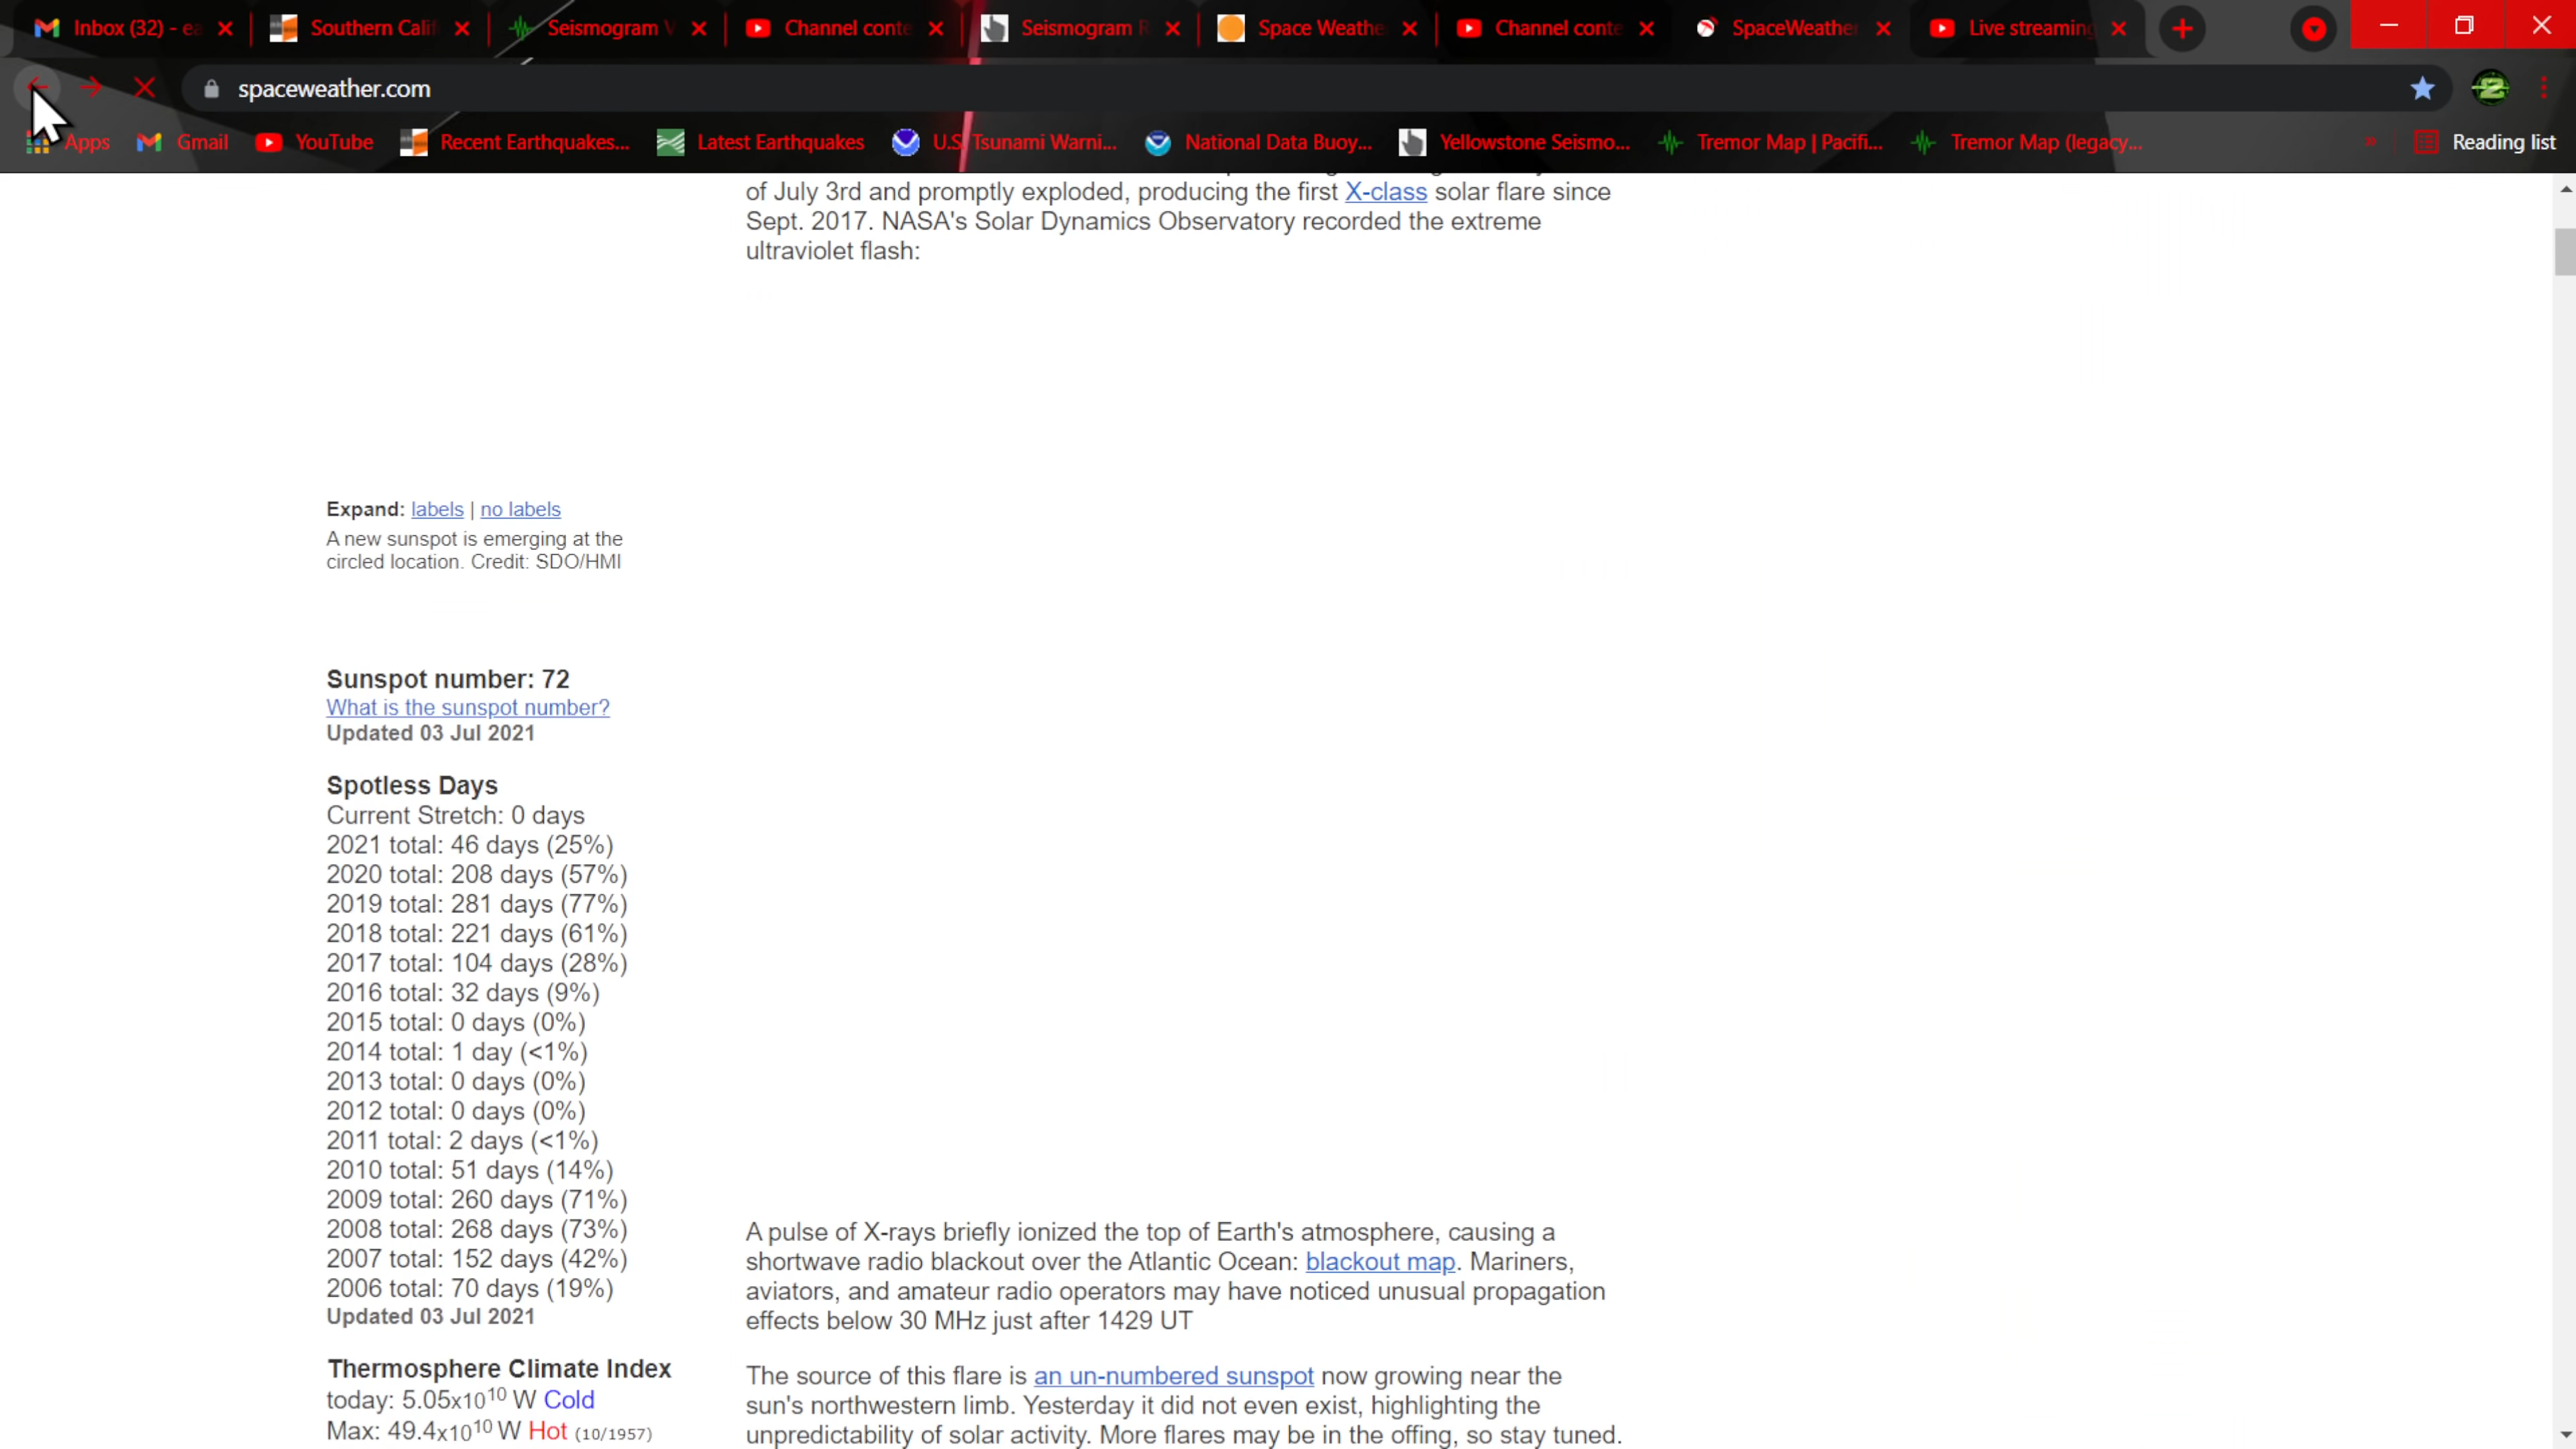 Inbox (32) - ea
Southern Calif
Seismogram V
Channel conte
Seismogram R
Space Weathe
Channel conte
SpaceWeather
Live streaming
spaceweather.com
Apps
Gmail
YouTube
Recent Earthquakes...
Latest Earthquakes
U.S. Tsunami Warni...
National Data Buoy...
Yellowstone Seismo...
Tremor Map | Pacifi...
Tremor Map (legacy...
Reading list
of July 3rd and promptly exploded, producing the first X-class solar flare since
Sept. 2017. NASA's Solar Dynamics Observatory recorded the extreme
ultraviolet flash:
Expand: labels | no labels
A new sunspot is emerging at the
circled location. Credit: SDO/HMI
Sunspot number: 72
What is the sunspot number?
Updated 03 Jul 2021
Spotless Days
Current Stretch: 0 days
2021 total: 46 days (25%)
2020 total: 208 days (57%)
2019 total: 281 days (77%)
2018 total: 221 days (61%)
2017 total: 104 days (28%)
2016 total: 32 days (9%)
2015 total: 0 days (0%)
2014 total: 1 day (<1%)
2013 total: 0 days (0%)
2012 total: 0 days (0%)
2011 total: 2 days (<1%)
2010 total: 51 days (14%)
2009 total: 260 days (71%)
2008 total: 268 days (73%)
2007 total: 152 days (42%)
2006 total: 70 days (19%)
Updated 03 Jul 2021
Thermosphere Climate Index
today: 5.05x10¹⁰ W Cold
Max: 49.4x10¹⁰ W Hot (10/1957)
A pulse of X-rays briefly ionized the top of Earth's atmosphere, causing a
shortwave radio blackout over the Atlantic Ocean: blackout map. Mariners,
aviators, and amateur radio operators may have noticed unusual propagation
effects below 30 MHz just after 1429 UT
The source of this flare is an un-numbered sunspot now growing near the
sun's northwestern limb. Yesterday it did not even exist, highlighting the
unpredictability of solar activity. More flares may be in the offing, so stay tuned.